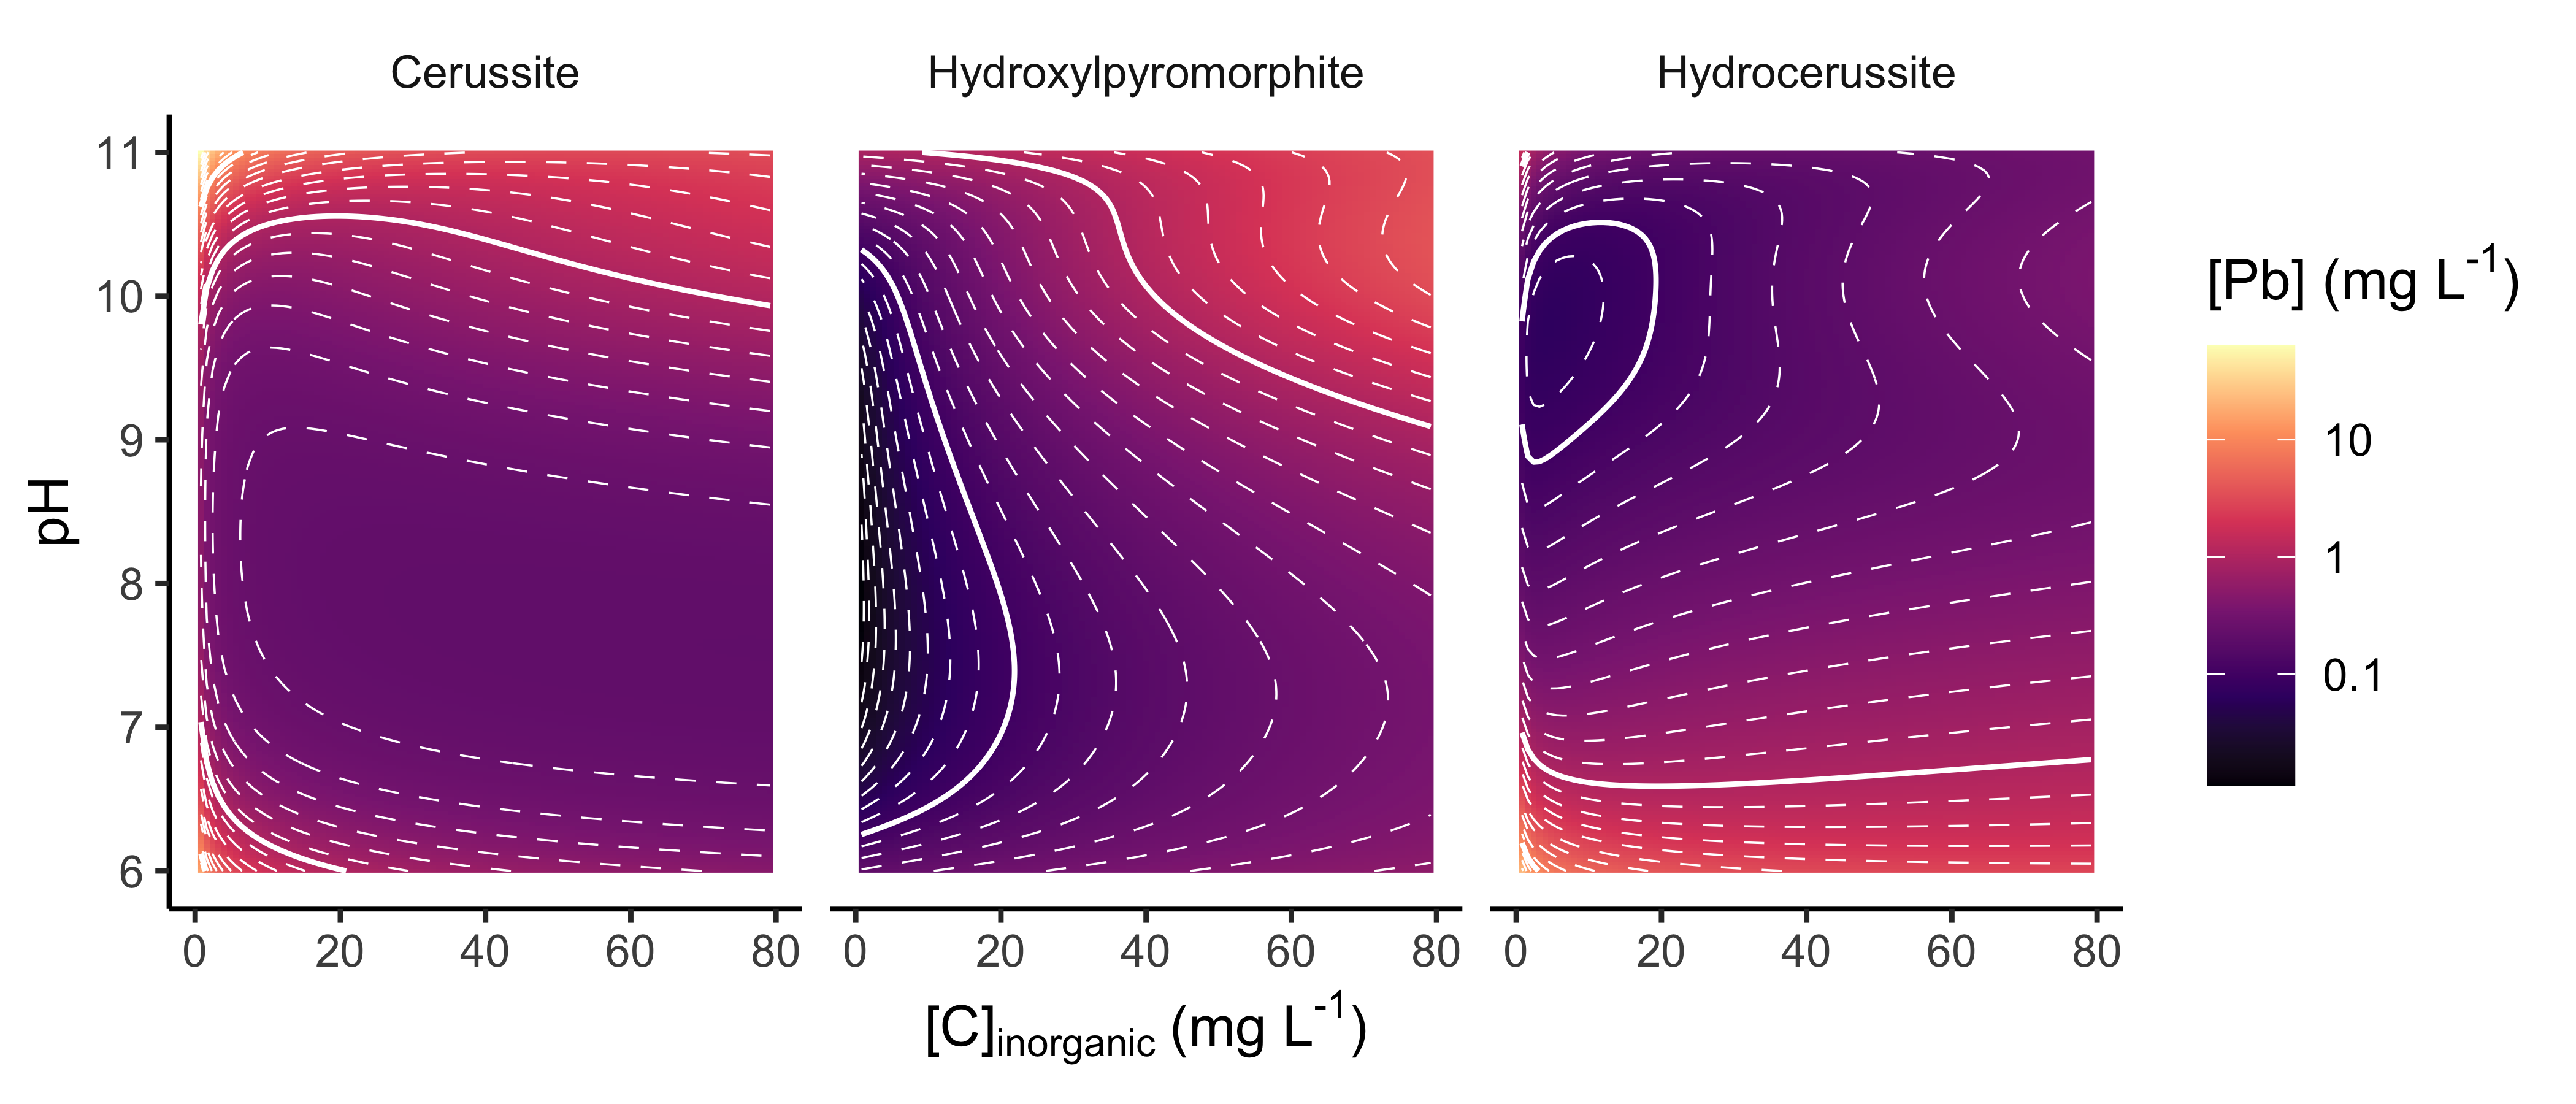 Cerussite
Hydroxylpyromorphite
Hydrocerussite
pH
11
10
9
8
7
6
0 20 40 60 80
0 20 40 60 80
0 20 40 60 80
[C]inorganic (mg L-1)
[Pb] (mg L-1)
10
1
0.1